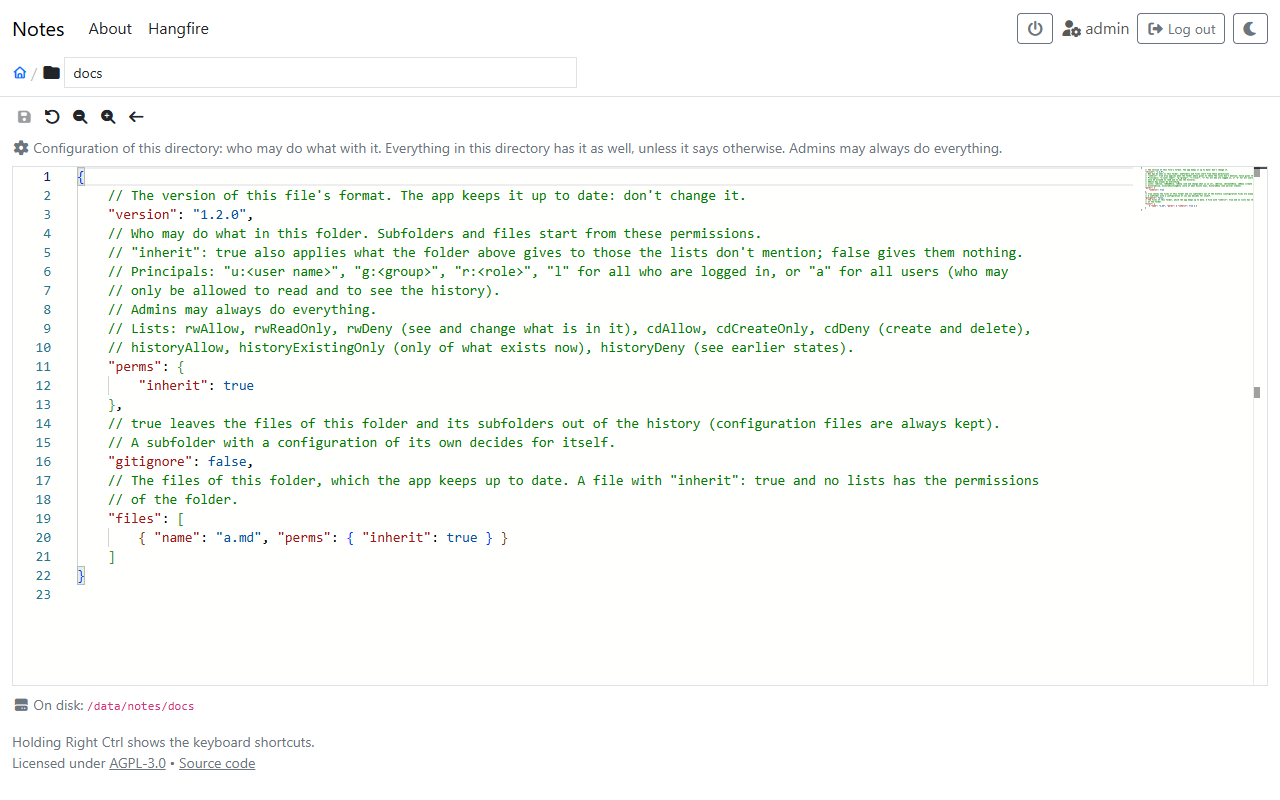 Notes About Hangfire admin Log out
/ docs
Configuration of this directory: who may do what with it. Everything in this directory has it as well, unless it says otherwise. Admins may always do everything.
1 {
2 // The version of this file's format. The app keeps it up to date: don't change it.
3 "version": "1.2.0",
4 // Who may do what in this folder. Subfolders and files start from these permissions.
5 // "inherit": true also applies what the folder above gives to those the lists don't mention; false gives them nothing.
6 // Principals: "u:<user name>", "g:<group>", "r:<role>", "l" for all who are logged in, or "a" for all users (who may
7 // only be allowed to read and to see the history).
8 // Admins may always do everything.
9 // Lists: rwAllow, rwReadOnly, rwDeny (see and change what is in it), cdAllow, cdCreateOnly, cdDeny (create and delete),
10 // historyAllow, historyExistingOnly (only of what exists now), historyDeny (see earlier states).
11 "perms": {
12 "inherit": true
13 },
14 // true leaves the files of this folder and its subfolders out of the history (configuration files are always kept).
15 // A subfolder with a configuration of its own decides for itself.
16 "gitignore": false,
17 // The files of this folder, which the app keeps up to date. A file with "inherit": true and no lists has the permissions
18 // of the folder.
19 "files": [
20 { "name": "a.md", "perms": { "inherit": true } }
21 ]
22 }
23
On disk: /data/notes/docs
Holding Right Ctrl shows the keyboard shortcuts.
Licensed under AGPL-3.0 • Source code